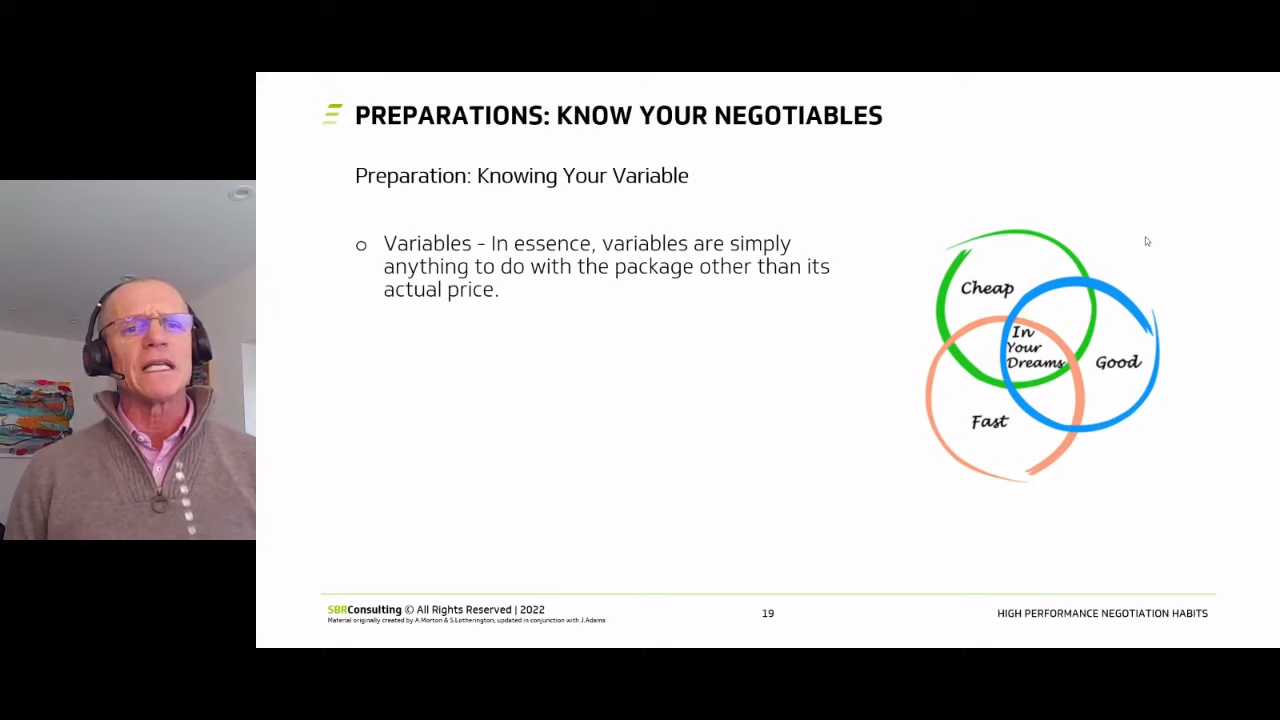 PREPARATIONS: KNOW YOUR NEGOTIABLES
Preparation: Knowing Your Variable
o Variables - In essence, variables are simply
anything to do with the package other than its
actual price.
Cheap
In
Your
Dreams
Good
Fast
SBRConsulting © All Rights Reserved | 2022
Material originally created by A.Morton & S.Lotherington, updated in conjunction with J.Adams
19
HIGH PERFORMANCE NEGOTIATION HABITS